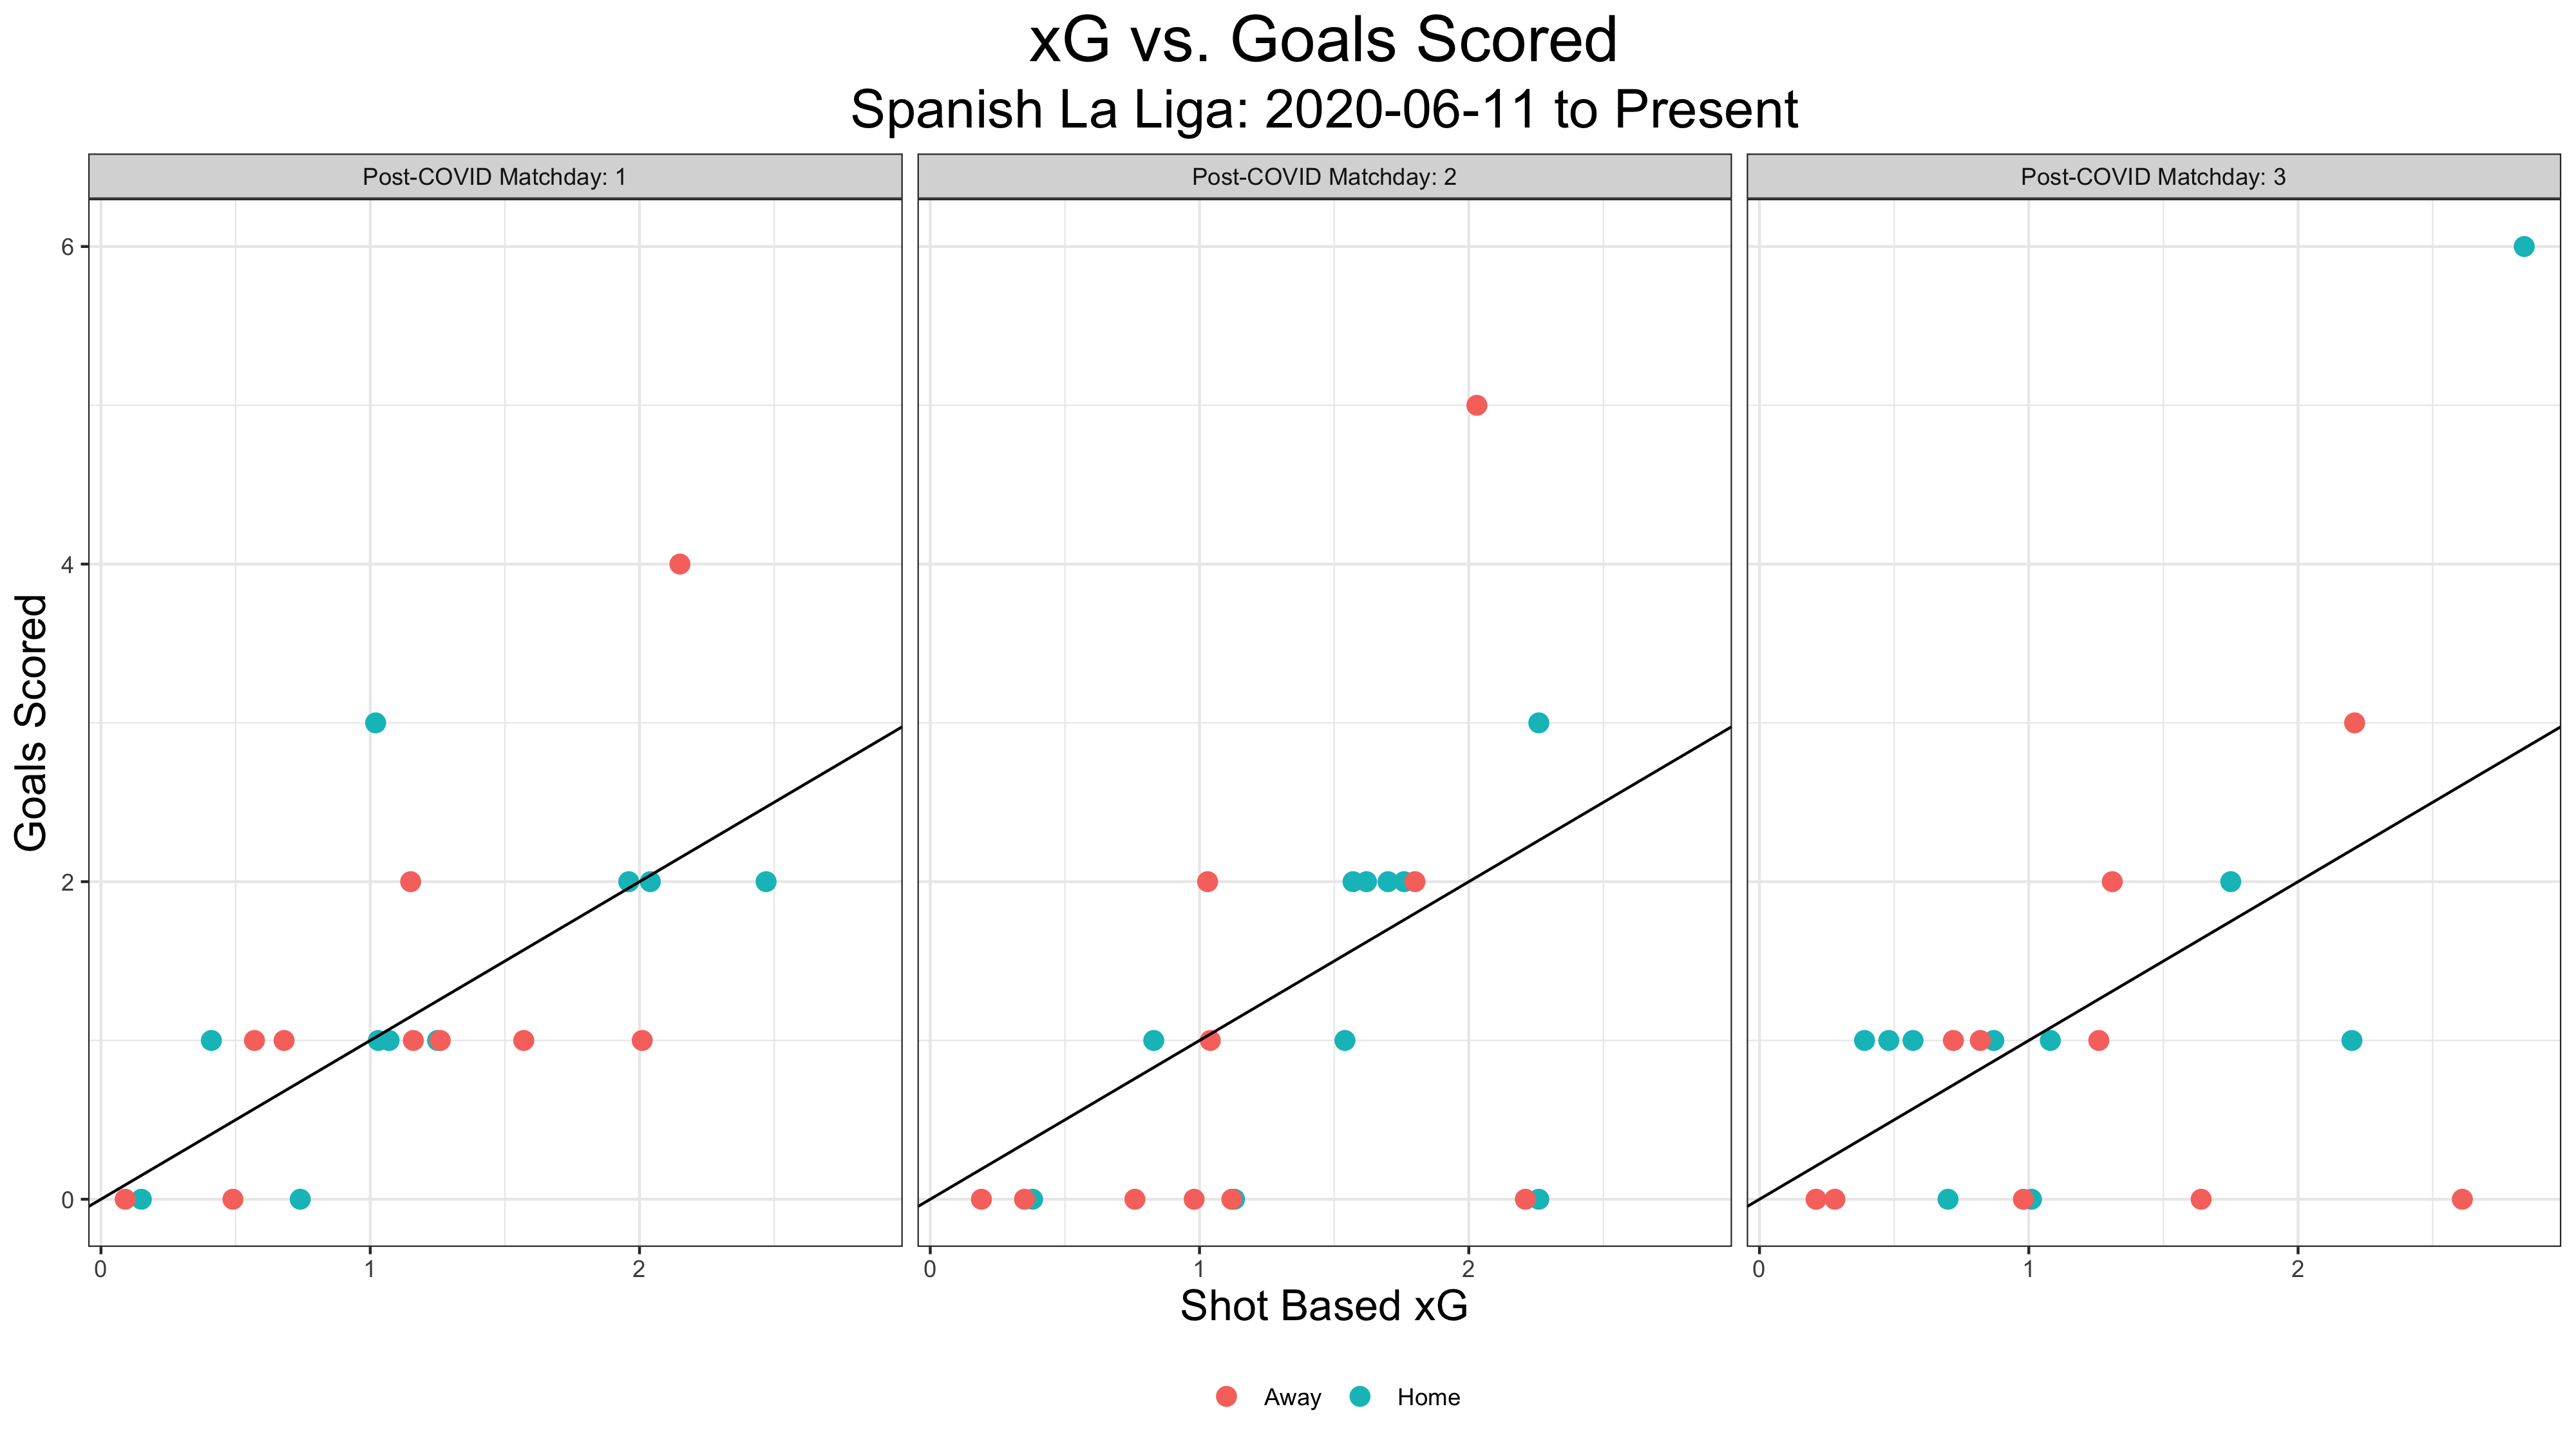 xG vs. Goals Scored
Spanish La Liga: 2020-06-11 to Present
Post-COVID Matchday: 1
Post-COVID Matchday: 2
Post-COVID Matchday: 3
Goals Scored
6
4
2
0
0 1 2
0 1 2
0 1 2
Shot Based xG
Away
Home